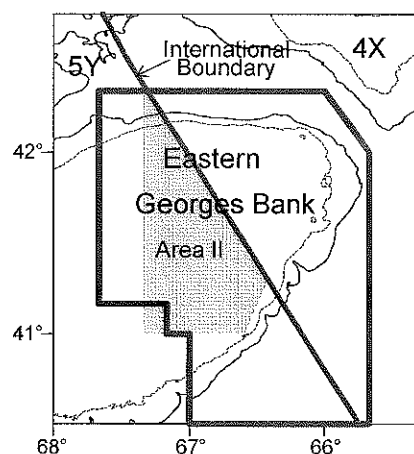 International
Boundary
5Y
4X
42°
Eastern
Georges Bank
Area II
41°
68° 67° 66°